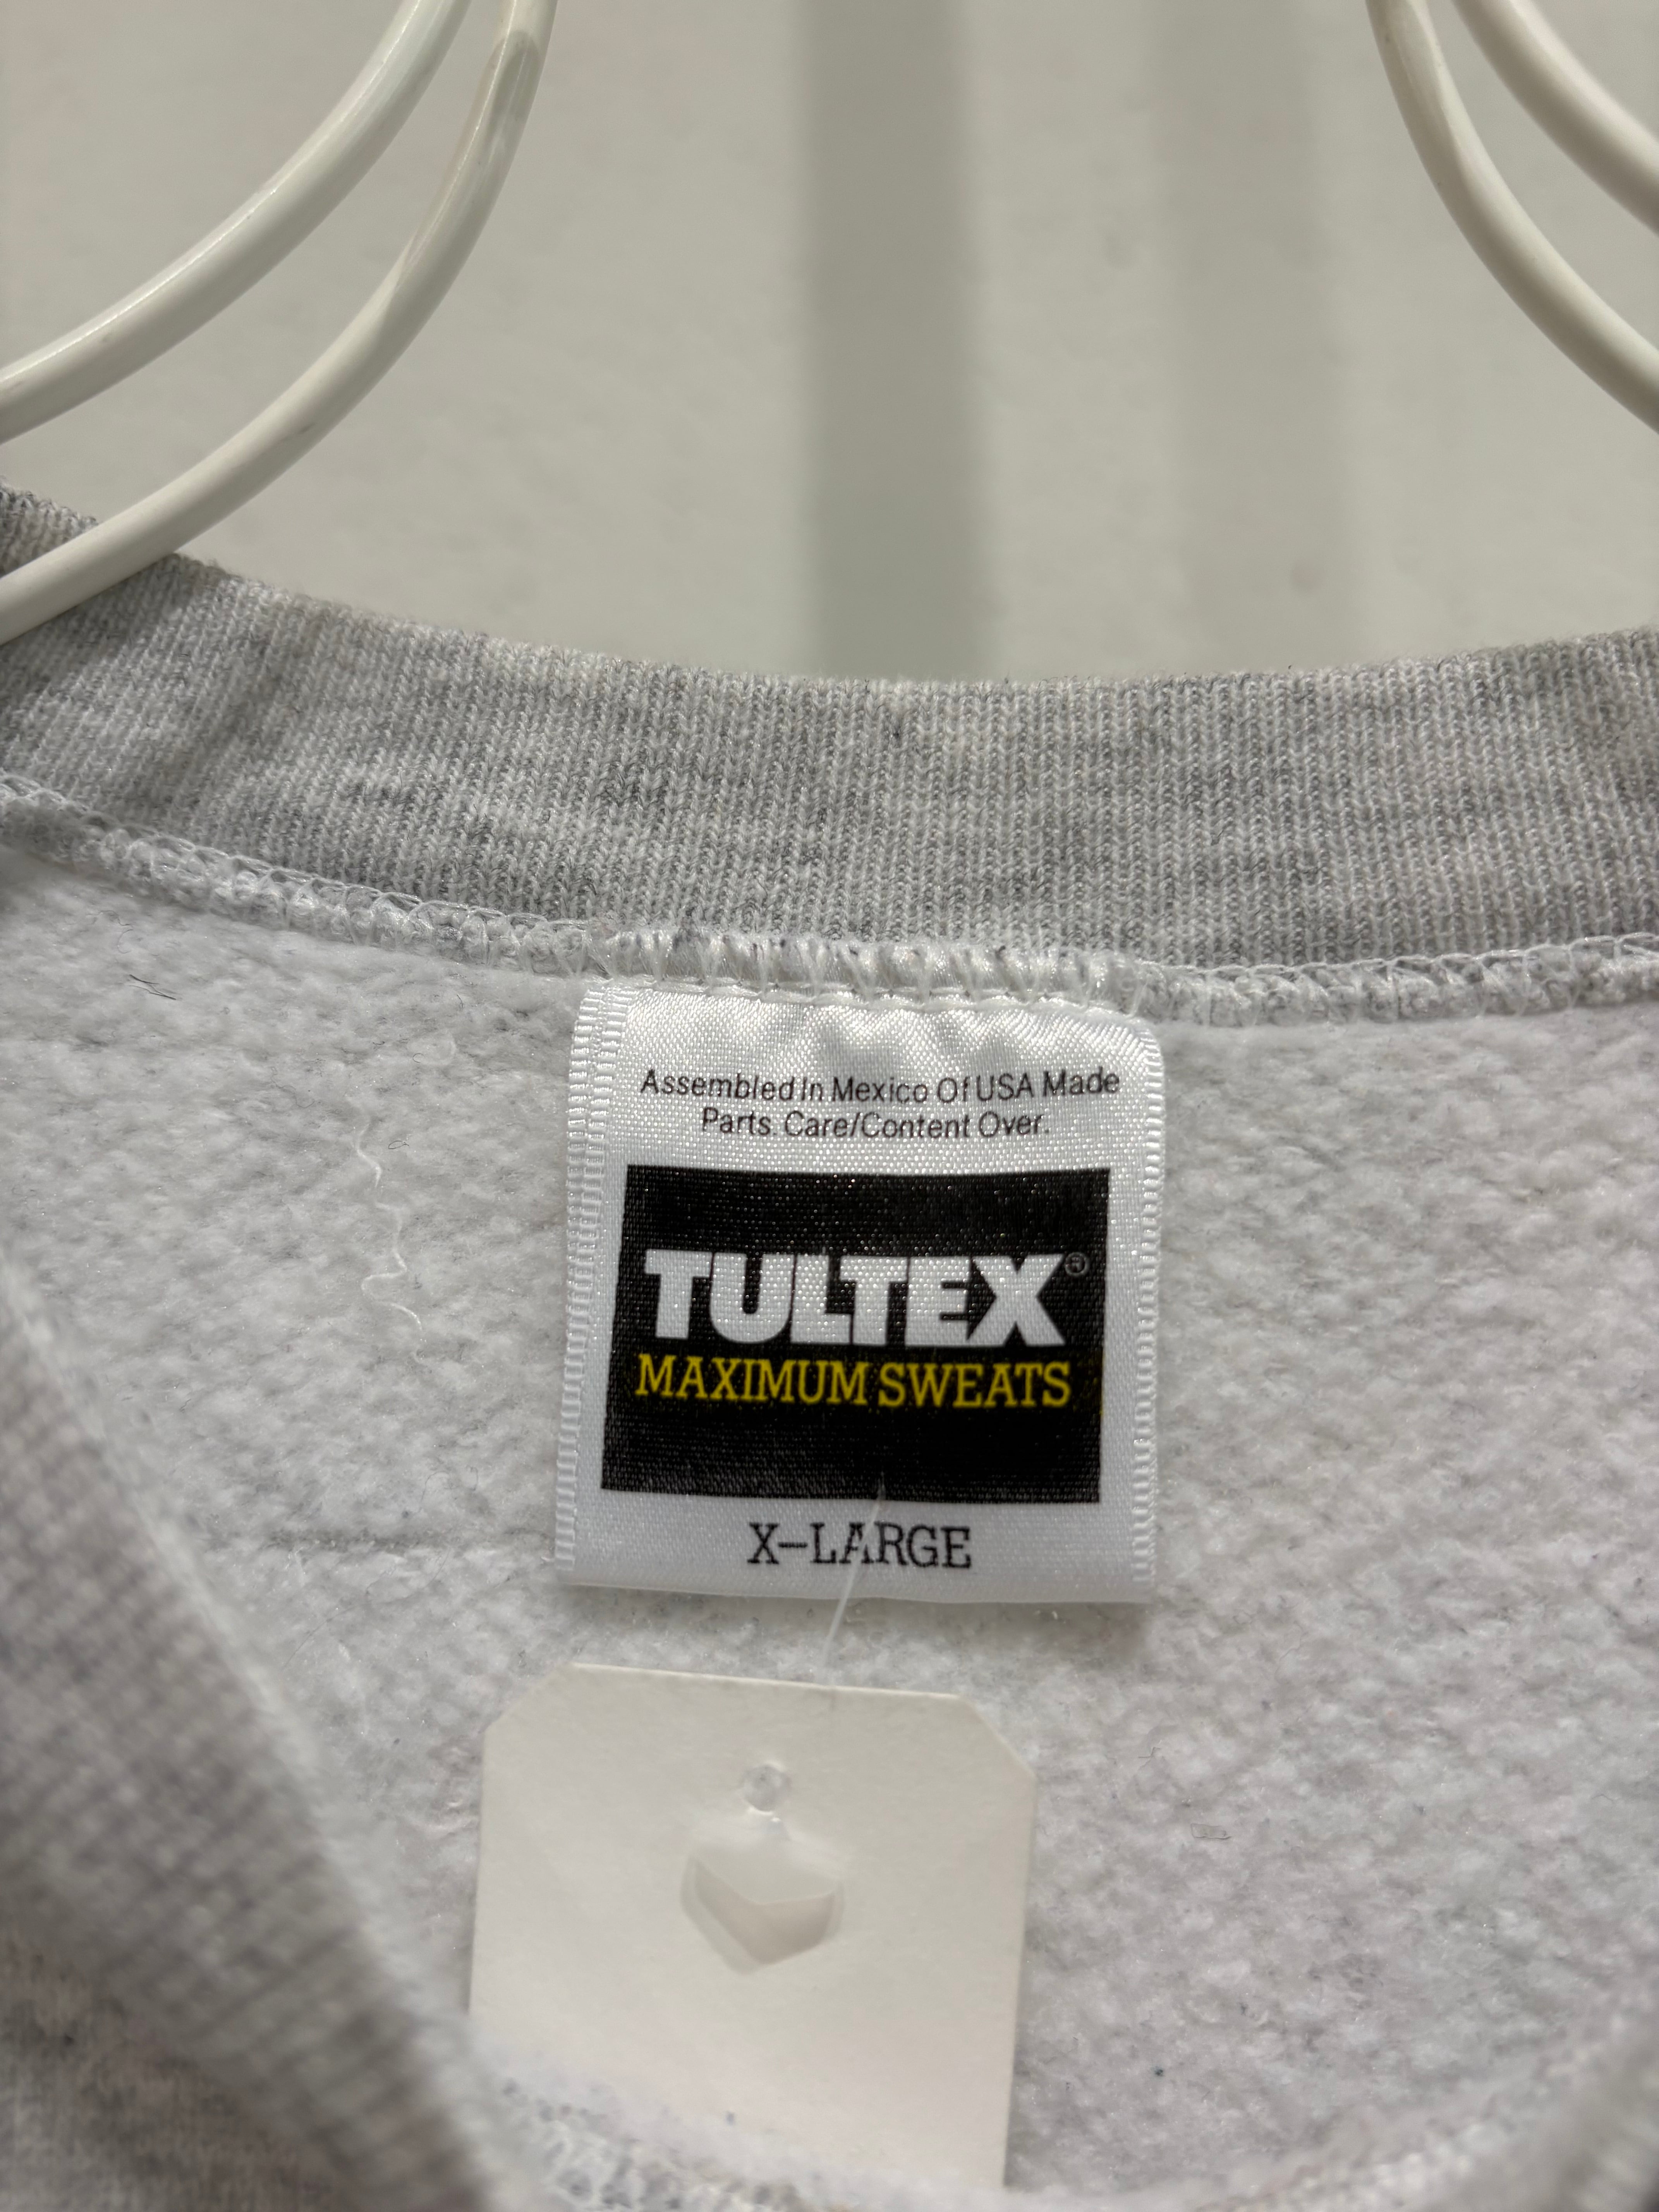 Assembled In Mexico Of USA Made
Parts. Care/Content Over.
TULTEX®
MAXIMUM SWEATS
X-LARGE